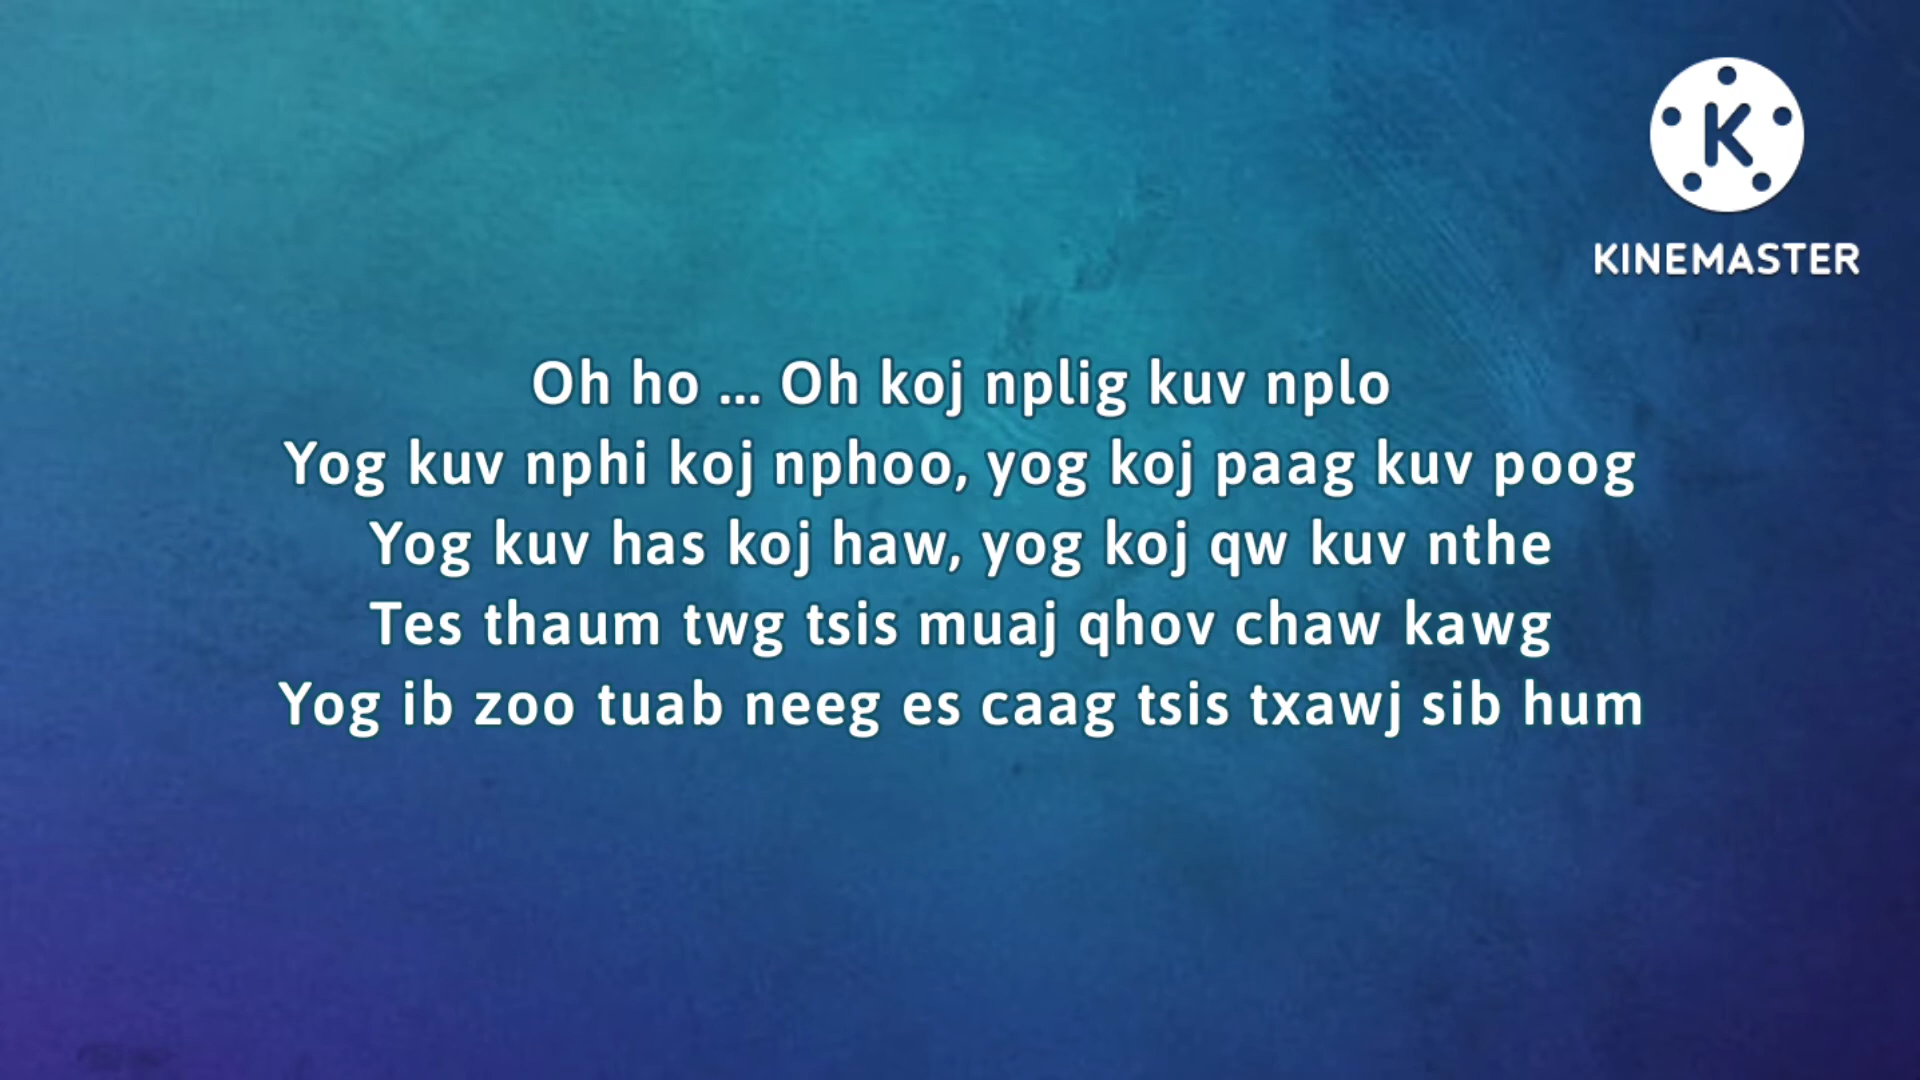 K
KINEMASTER
Oh ho ... Oh koj nplig kuv nplo
Yog kuv nphi koj nphoo, yog koj paag kuv poog
Yog kuv has koj haw, yog koj qw kuv nthe
Tes thaum twg tsis muaj qhov chaw kawg
Yog ib zoo tuab neeg es caag tsis txawj sib hum